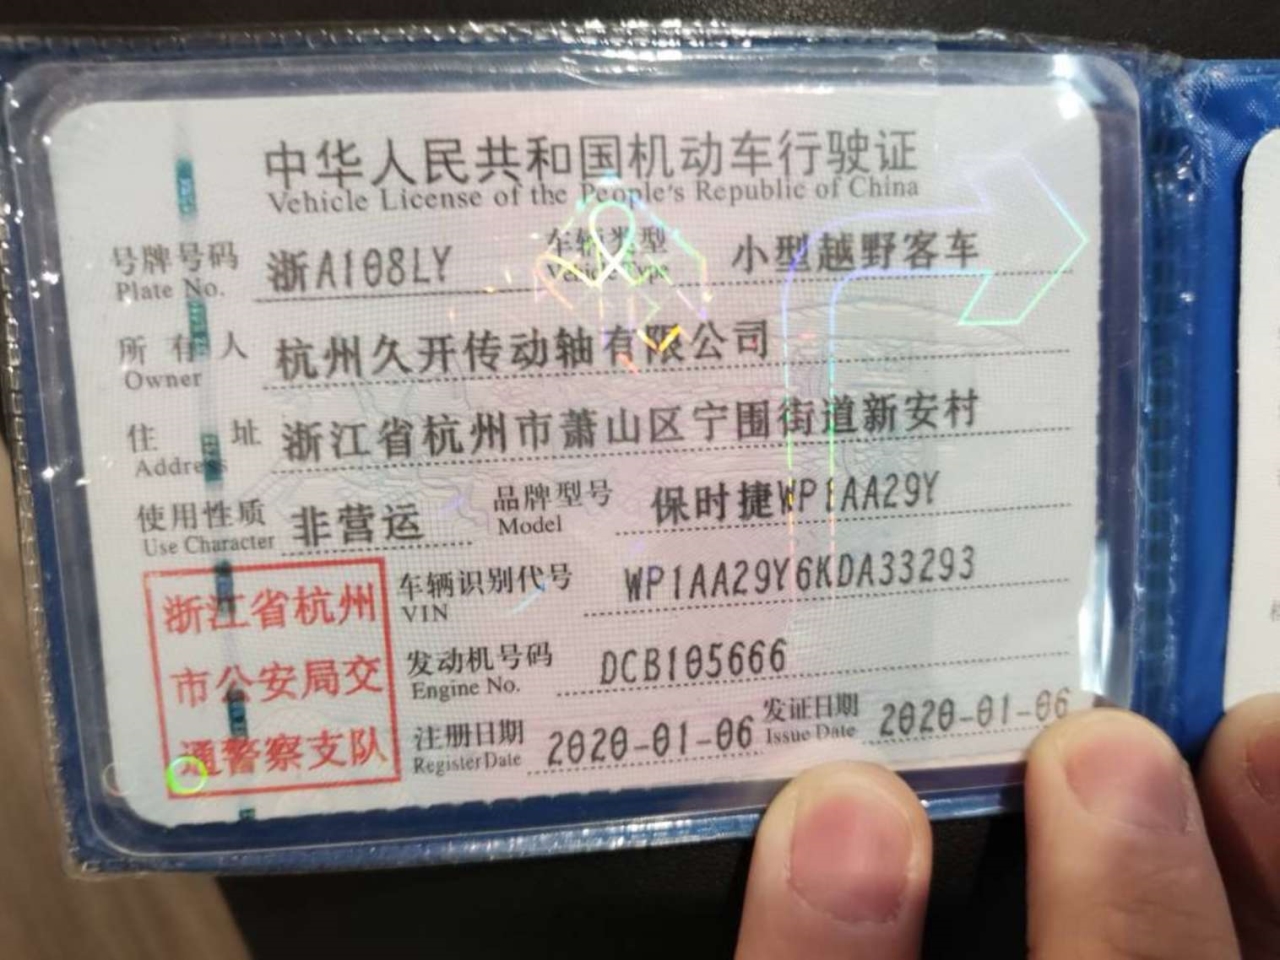 中华人民共和国机动车行驶证
Vehicle License of the People's Republic of China
号牌号码 浙A108LY 车辆类型 小型越野客车
Plate No. Vehicle Type
所有人 杭州久开传动轴有限公司
Owner
住址 浙江省杭州市萧山区宁围街道新安村
Address
使用性质 非营运 品牌型号 保时捷WP1AA29Y
Use Character Model
浙江省杭州 车辆识别代号 WP1AA29Y6KDA33293
VIN
市公安局交 发动机号码 DCB105666
Engine No.
通警察支队 注册日期 2020-01-06 发证日期 2020-01-06
Register Date Issue Date